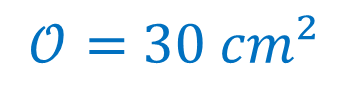 𝒪 = 30 cm²